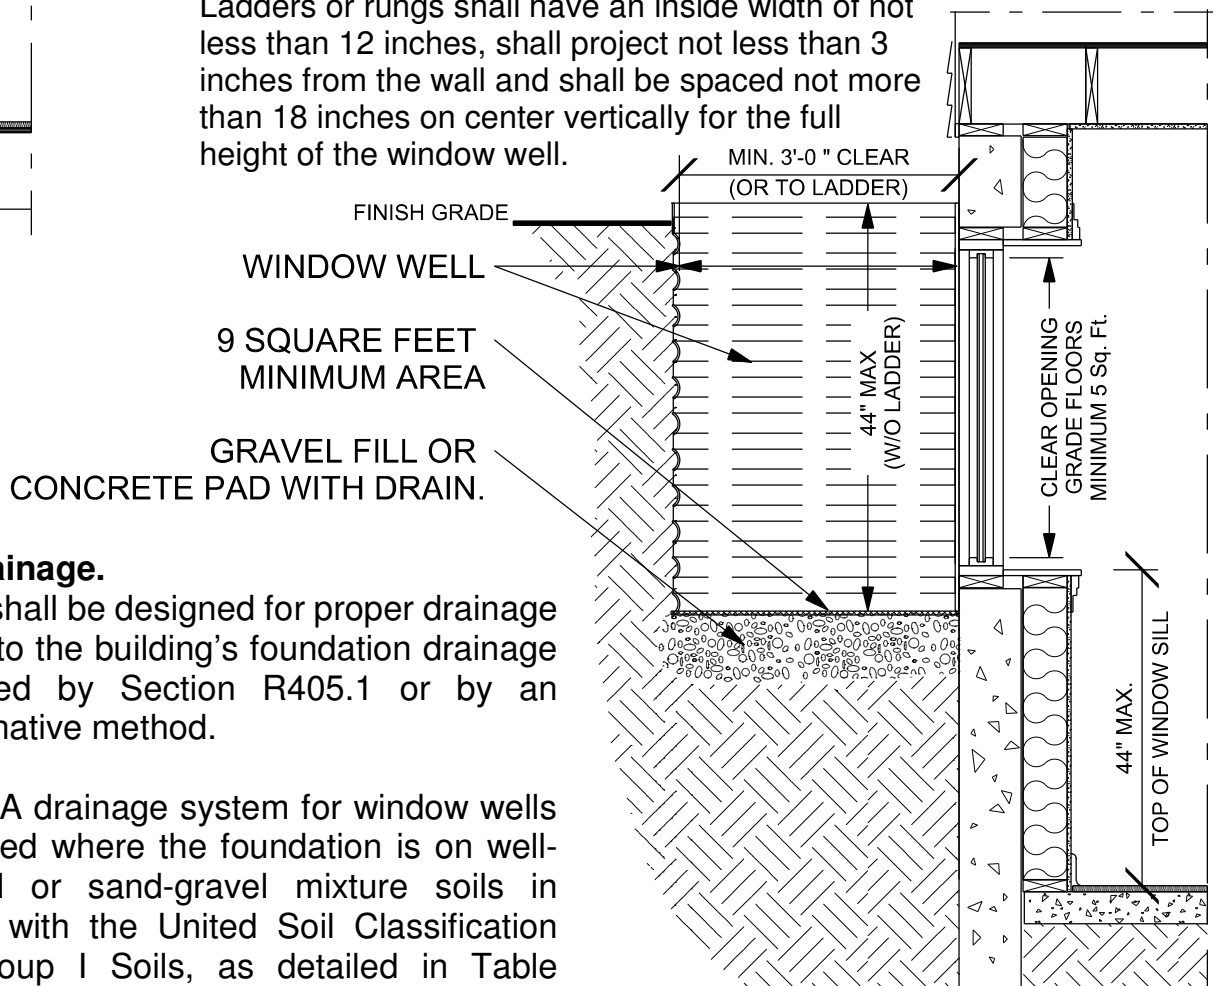 Ladders or rungs shall have an inside width of not
less than 12 inches, shall project not less than 3
inches from the wall and shall be spaced not more
than 18 inches on center vertically for the full
height of the window well.
MIN. 3'-0 " CLEAR
(OR TO LADDER)
FINISH GRADE
WINDOW WELL
9 SQUARE FEET
MINIMUM AREA
GRAVEL FILL OR
CONCRETE PAD WITH DRAIN.
44" MAX
(W/O LADDER)
CLEAR OPENING
GRADE FLOORS
MINIMUM 5 Sq. Ft.
44" MAX.
TOP OF WINDOW SILL
ainage.
shall be designed for proper drainage
to the building’s foundation drainage
ed by Section R405.1 or by an
native method.
A drainage system for window wells
ed where the foundation is on well-
l or sand-gravel mixture soils in
with the United Soil Classification
oup I Soils, as detailed in Table